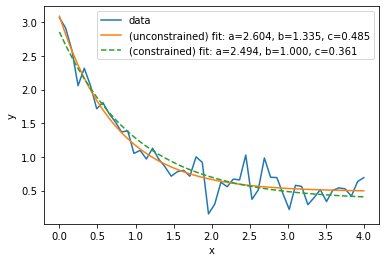 data
(unconstrained) fit: a=2.604, b=1.335, c=0.485
(constrained) fit: a=2.494, b=1.000, c=0.361
3.0
2.5
2.0
1.5
1.0
0.5
y
0.0 0.5 1.0 1.5 2.0 2.5 3.0 3.5 4.0
x